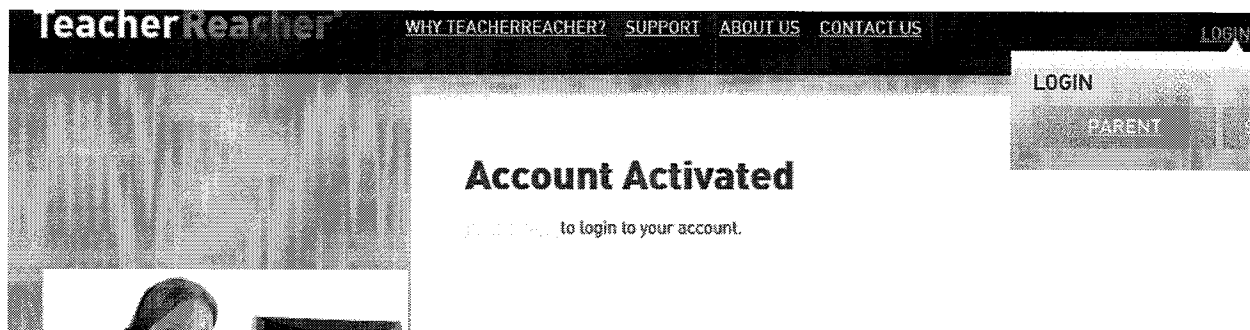 TeacherReacher
WHY TEACHERREACHER? SUPPORT ABOUT US CONTACT US LOGIN
LOGIN
PARENT
Account Activated
to login to your account.